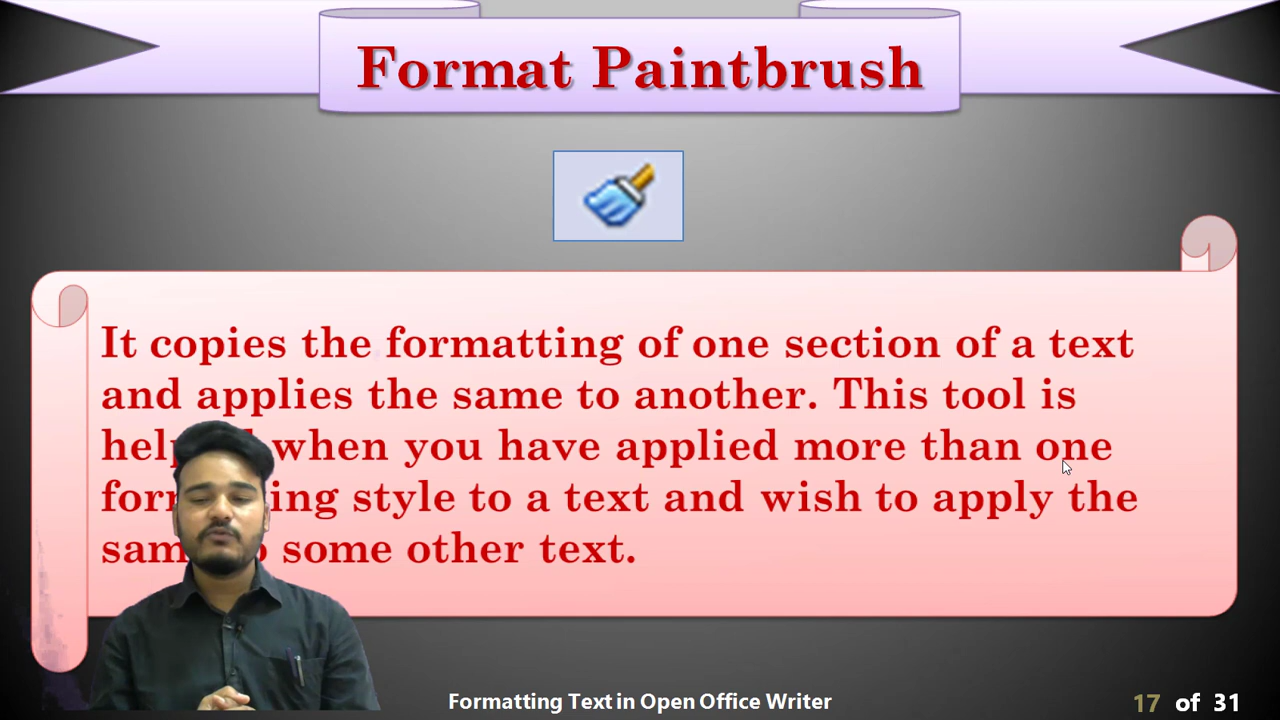 Format Paintbrush
It copies the formatting of one section of a text
and applies the same to another. This tool is
when you have applied more than one
style to a text and wish to apply the
some other text.
Formatting Text in Open Office Writer
17 of 31